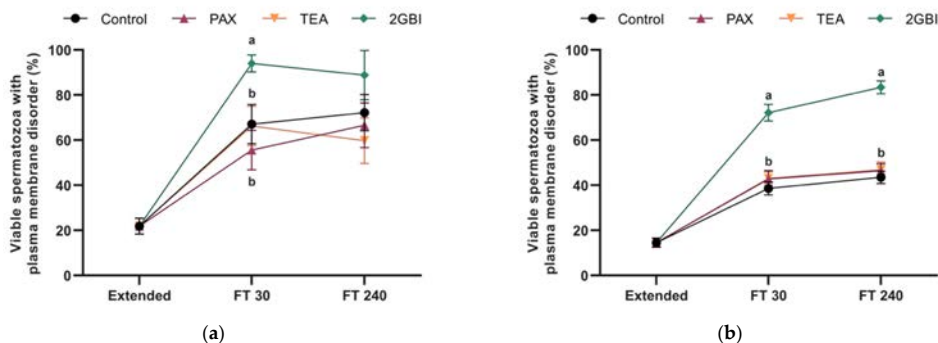 Control PAX TEA 2GBI
Viable spermatozoa with
plasma membrane disorder (%)
100
80
60
40
20
0
a
b
b
Extended FT 30 FT 240
(a)
Control PAX TEA 2GBI
Viable spermatozoa with
plasma membrane disorder (%)
100
80
60
40
20
0
a
a
b
b
Extended FT 30 FT 240
(b)